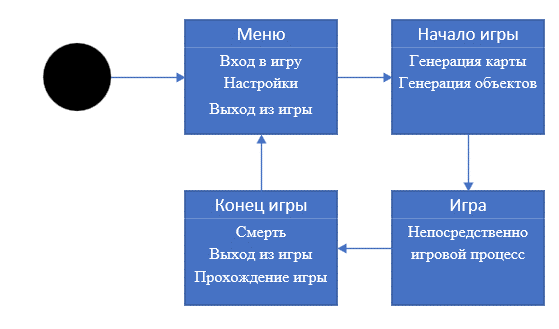 Меню
Вход в игру
Настройки
Выход из игры
Начало игры
Генерация карты
Генерация объектов
Конец игры
Смерть
Выход из игры
Прохождение игры
Игра
Непосредственно
игровой процесс